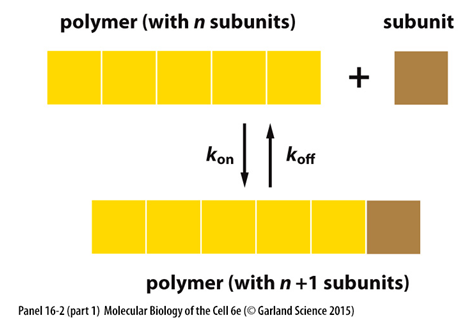 polymer (with n subunits) subunit
+
kon koff
polymer (with n +1 subunits)
Panel 16-2 (part 1) Molecular Biology of the Cell 6e (© Garland Science 2015)